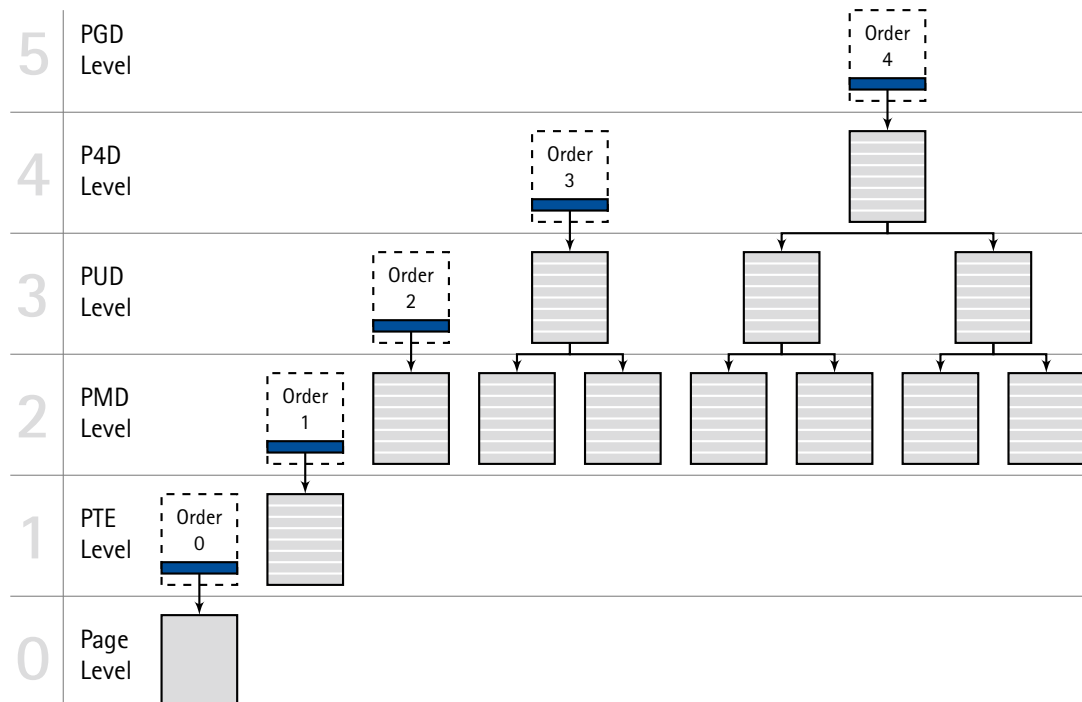 5
PGD
Level
Order
4
4
P4D
Level
Order
3
3
PUD
Level
Order
2
2
PMD
Level
Order
1
1
PTE
Level
Order
0
0
Page
Level